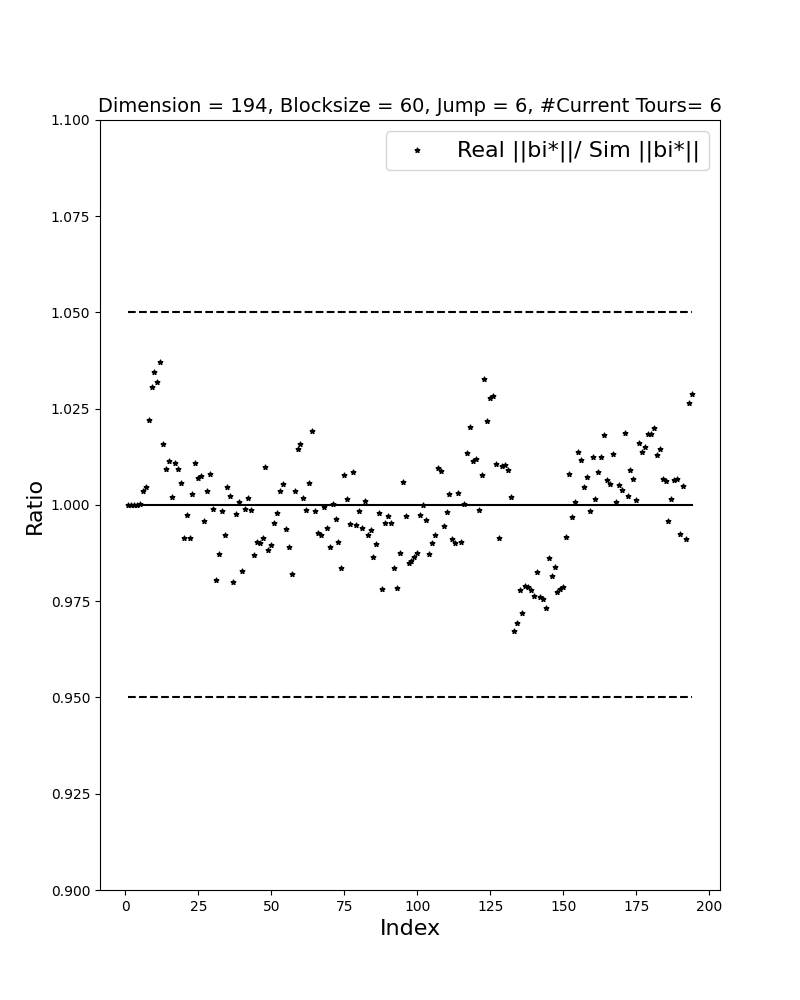 Dimension = 194, Blocksize = 60, Jump = 6, #Current Tours= 6
Real ||bi*||/ Sim ||bi*||
1.100
1.075
1.050
1.025
1.000
0.975
0.950
0.925
0.900
Ratio
0 25 50 75 100 125 150 175 200
Index